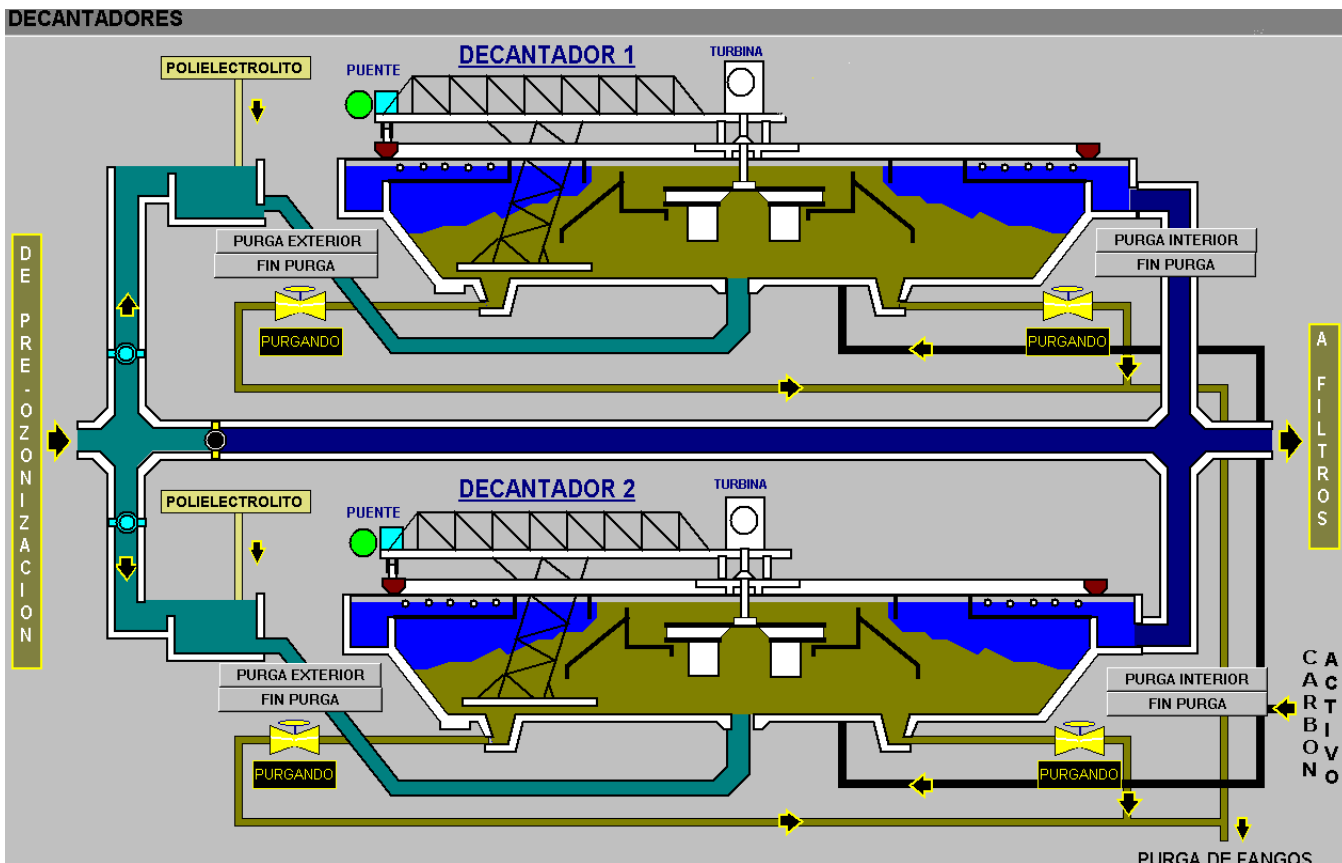 DECANTADORES
POLIELECTROLITO
DECANTADOR 1
PUENTE
TURBINA
PURGA EXTERIOR
FIN PURGA
PURGA INTERIOR
FIN PURGA
PURGANDO
PURGANDO
DE PRE-OZONIZACION
A FILTROS
POLIELECTROLITO
DECANTADOR 2
PUENTE
TURBINA
PURGA EXTERIOR
FIN PURGA
PURGA INTERIOR
FIN PURGA
CARBON
ACTIVO
PURGANDO
PURGANDO
PURGA DE FANGOS